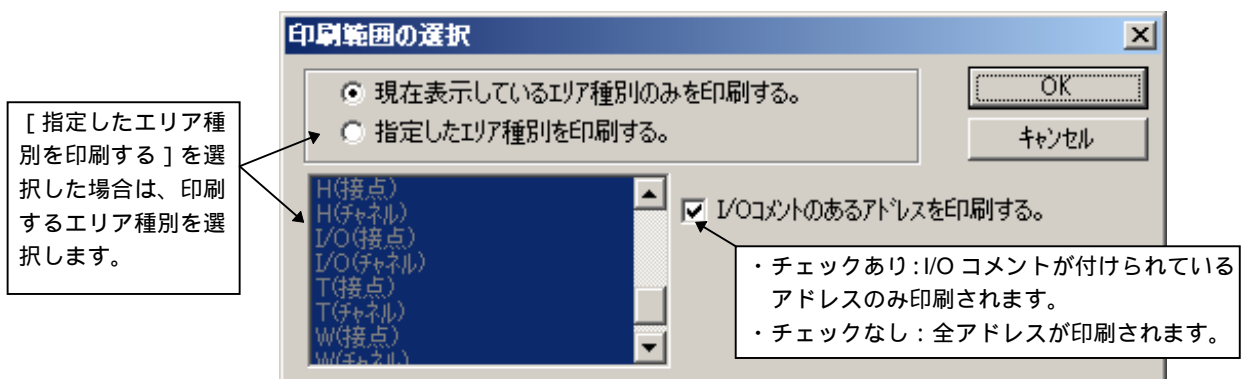 印刷範囲の選択
現在表示しているエリア種別のみを印刷する。
指定したエリア種別を印刷する。
OK
キャンセル
［指定したエリア種
別を印刷する］を選
択した場合は、印刷
するエリア種別を選
択します。
H(接点)
H(チャネル)
I/O(接点)
I/O(チャネル)
T(接点)
T(チャネル)
W(接点)
W(チャネル)
I/Oコメントのあるアドレスを印刷する。
・チェックあり：I/O コメントが付けられている
アドレスのみ印刷されます。
・チェックなし：全アドレスが印刷されます。